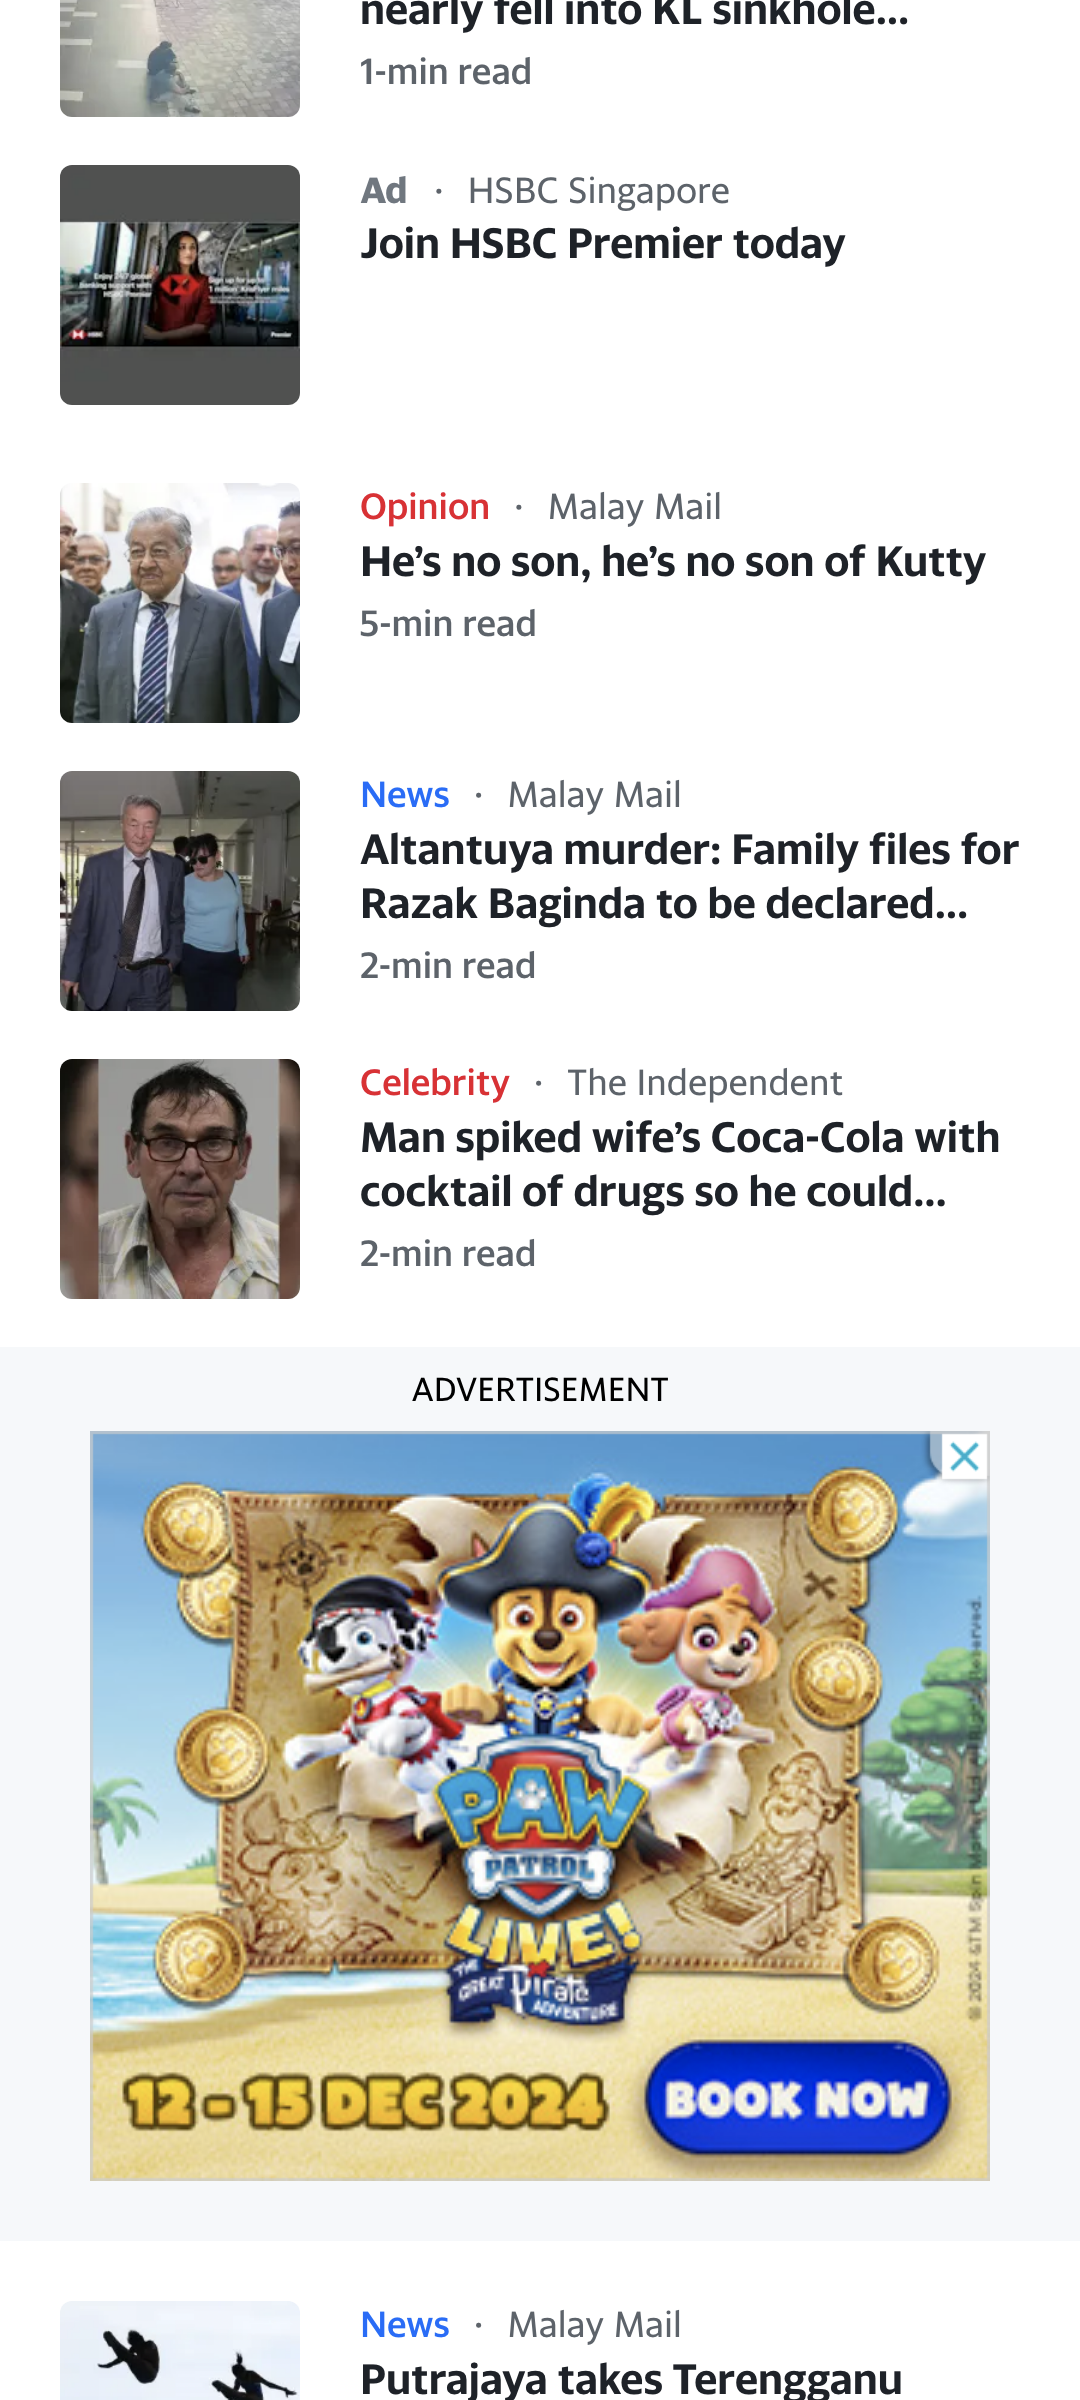 nearly fell into KL sinkhole...
1-min read
Ad · HSBC Singapore
Join HSBC Premier today
HSBC
Premier
Opinion · Malay Mail
He's no son, he's no son of Kutty
5-min read
News · Malay Mail
Altantuya murder: Family files for
Razak Baginda to be declared...
2-min read
Celebrity · The Independent
Man spiked wife's Coca-Cola with
cocktail of drugs so he could...
2-min read
ADVERTISEMENT
PAW
PATROL
LIVE!
THE
GREAT Pirate
ADVENTURE
12 - 15 DEC 2024
BOOK NOW
News · Malay Mail
Putrajaya takes Terengganu